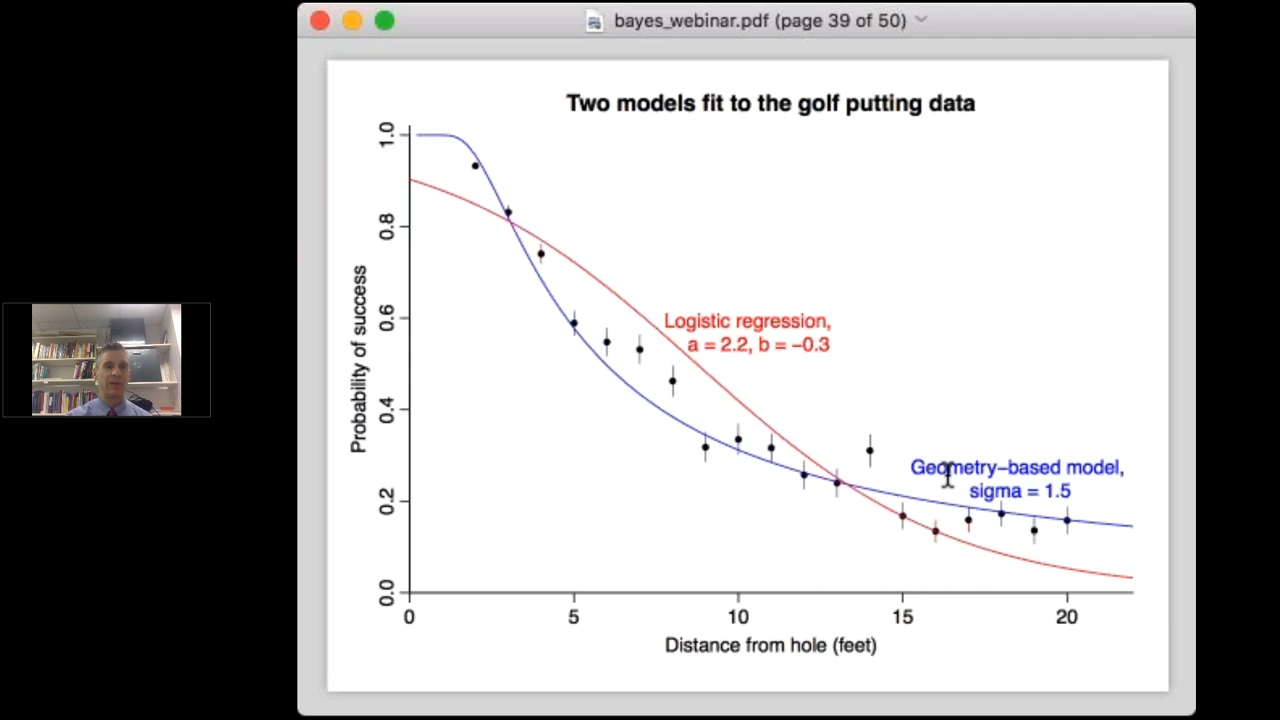 bayes_webinar.pdf (page 39 of 50)
Two models fit to the golf putting data
Probability of success
1.0
0.8
0.6
0.4
0.2
0.0
Logistic regression,
a = 2.2, b = −0.3
Geometry−based model,
sigma = 1.5
0 5 10 15 20
Distance from hole (feet)